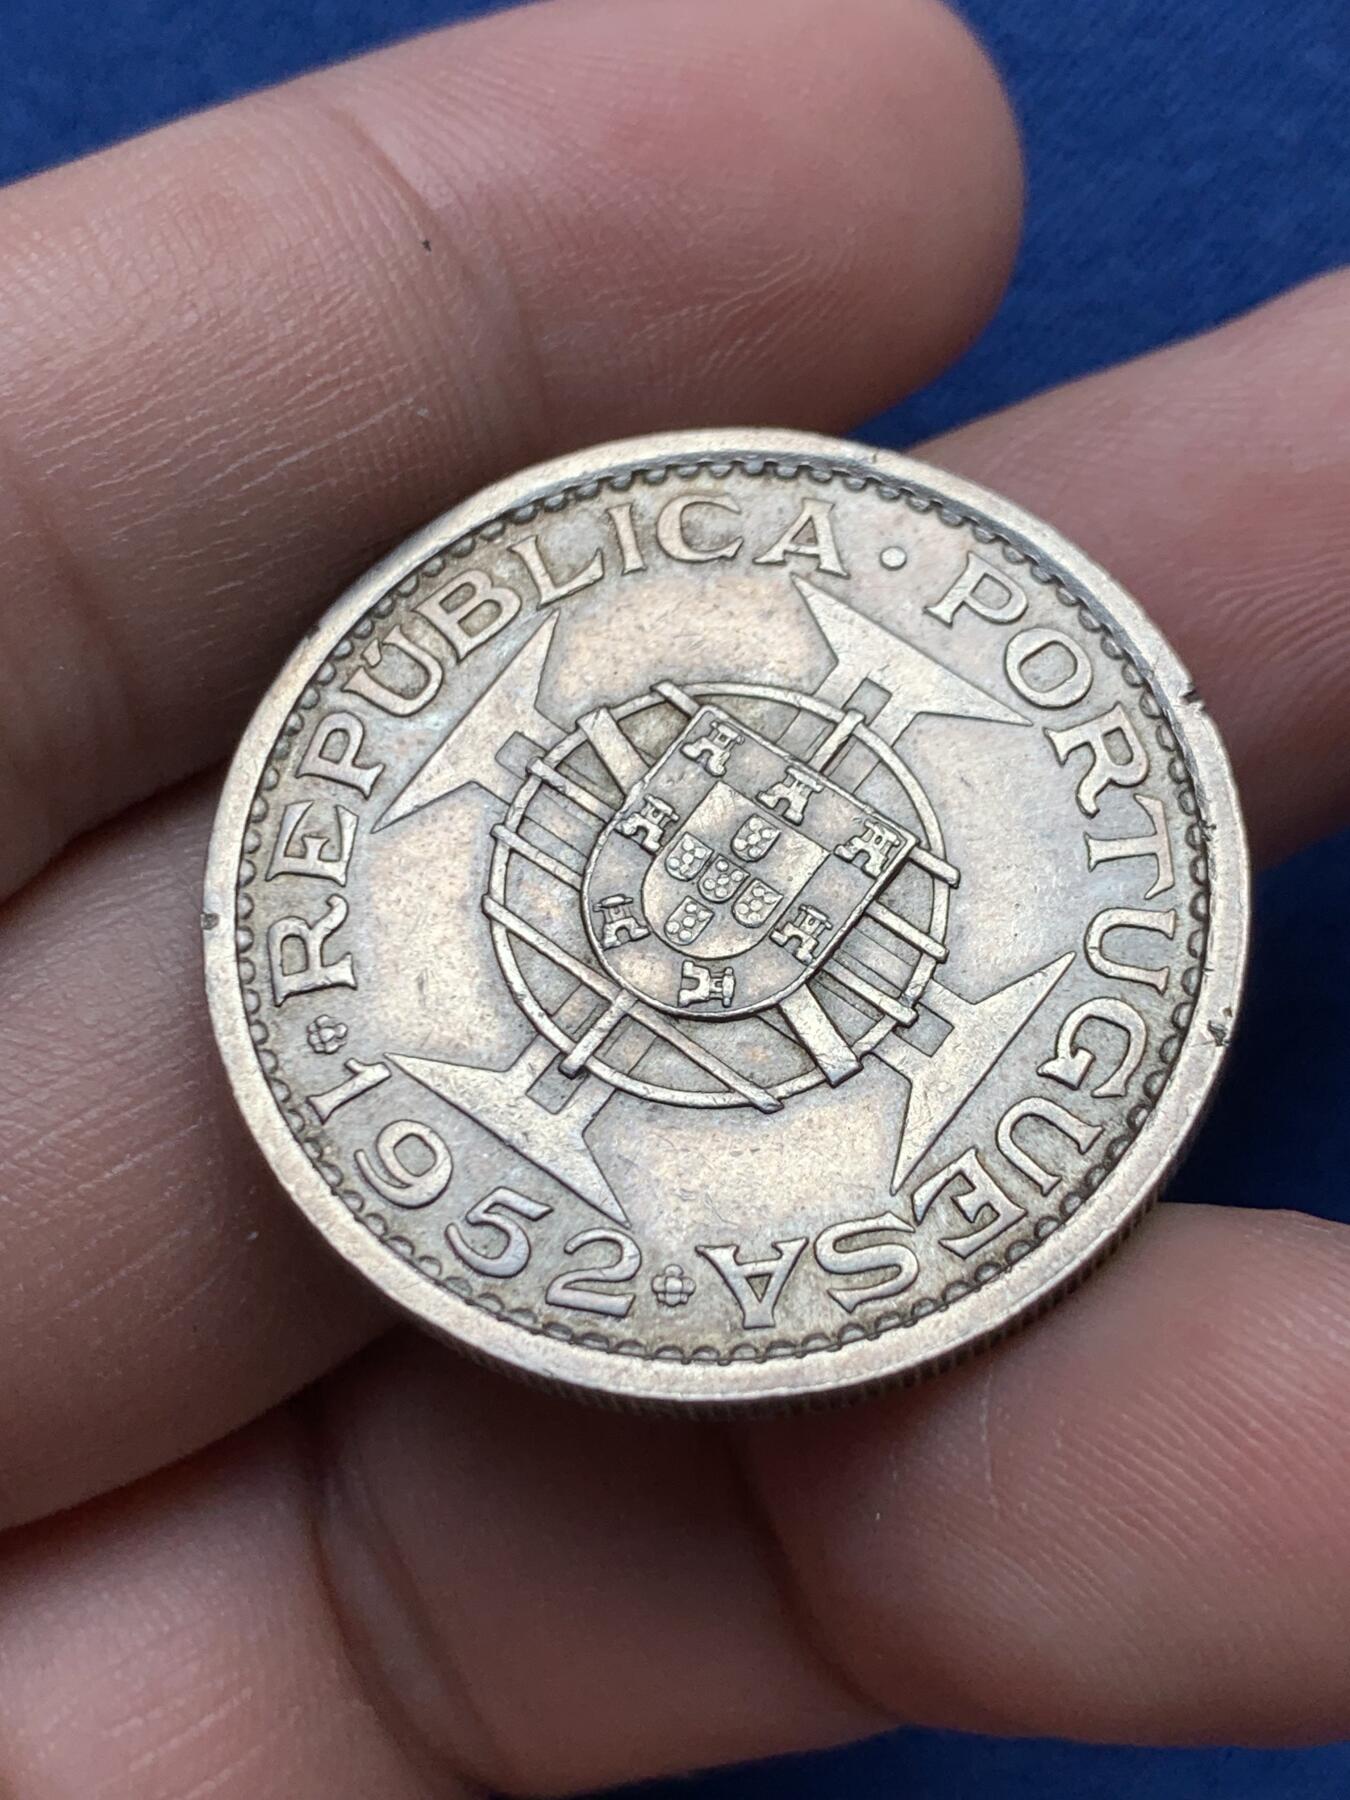 REPÚBLICA · PORTUGUESA
1952